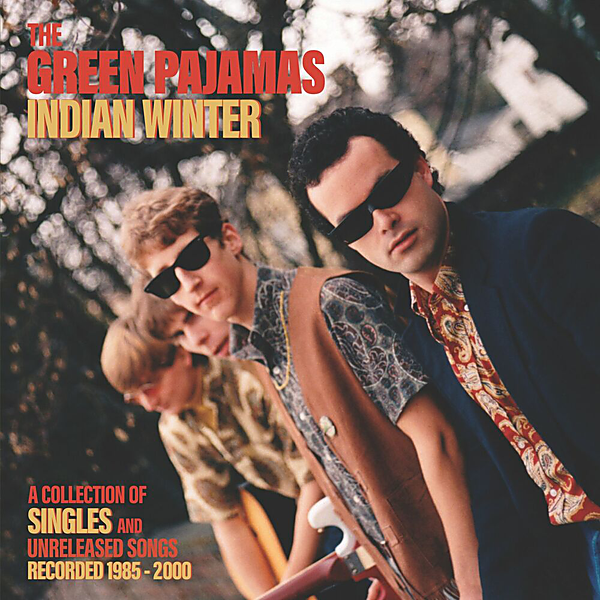 THE
GREEN PAJAMAS
INDIAN WINTER
A COLLECTION OF
SINGLES AND
UNRELEASED SONGS
RECORDED 1985 - 2000